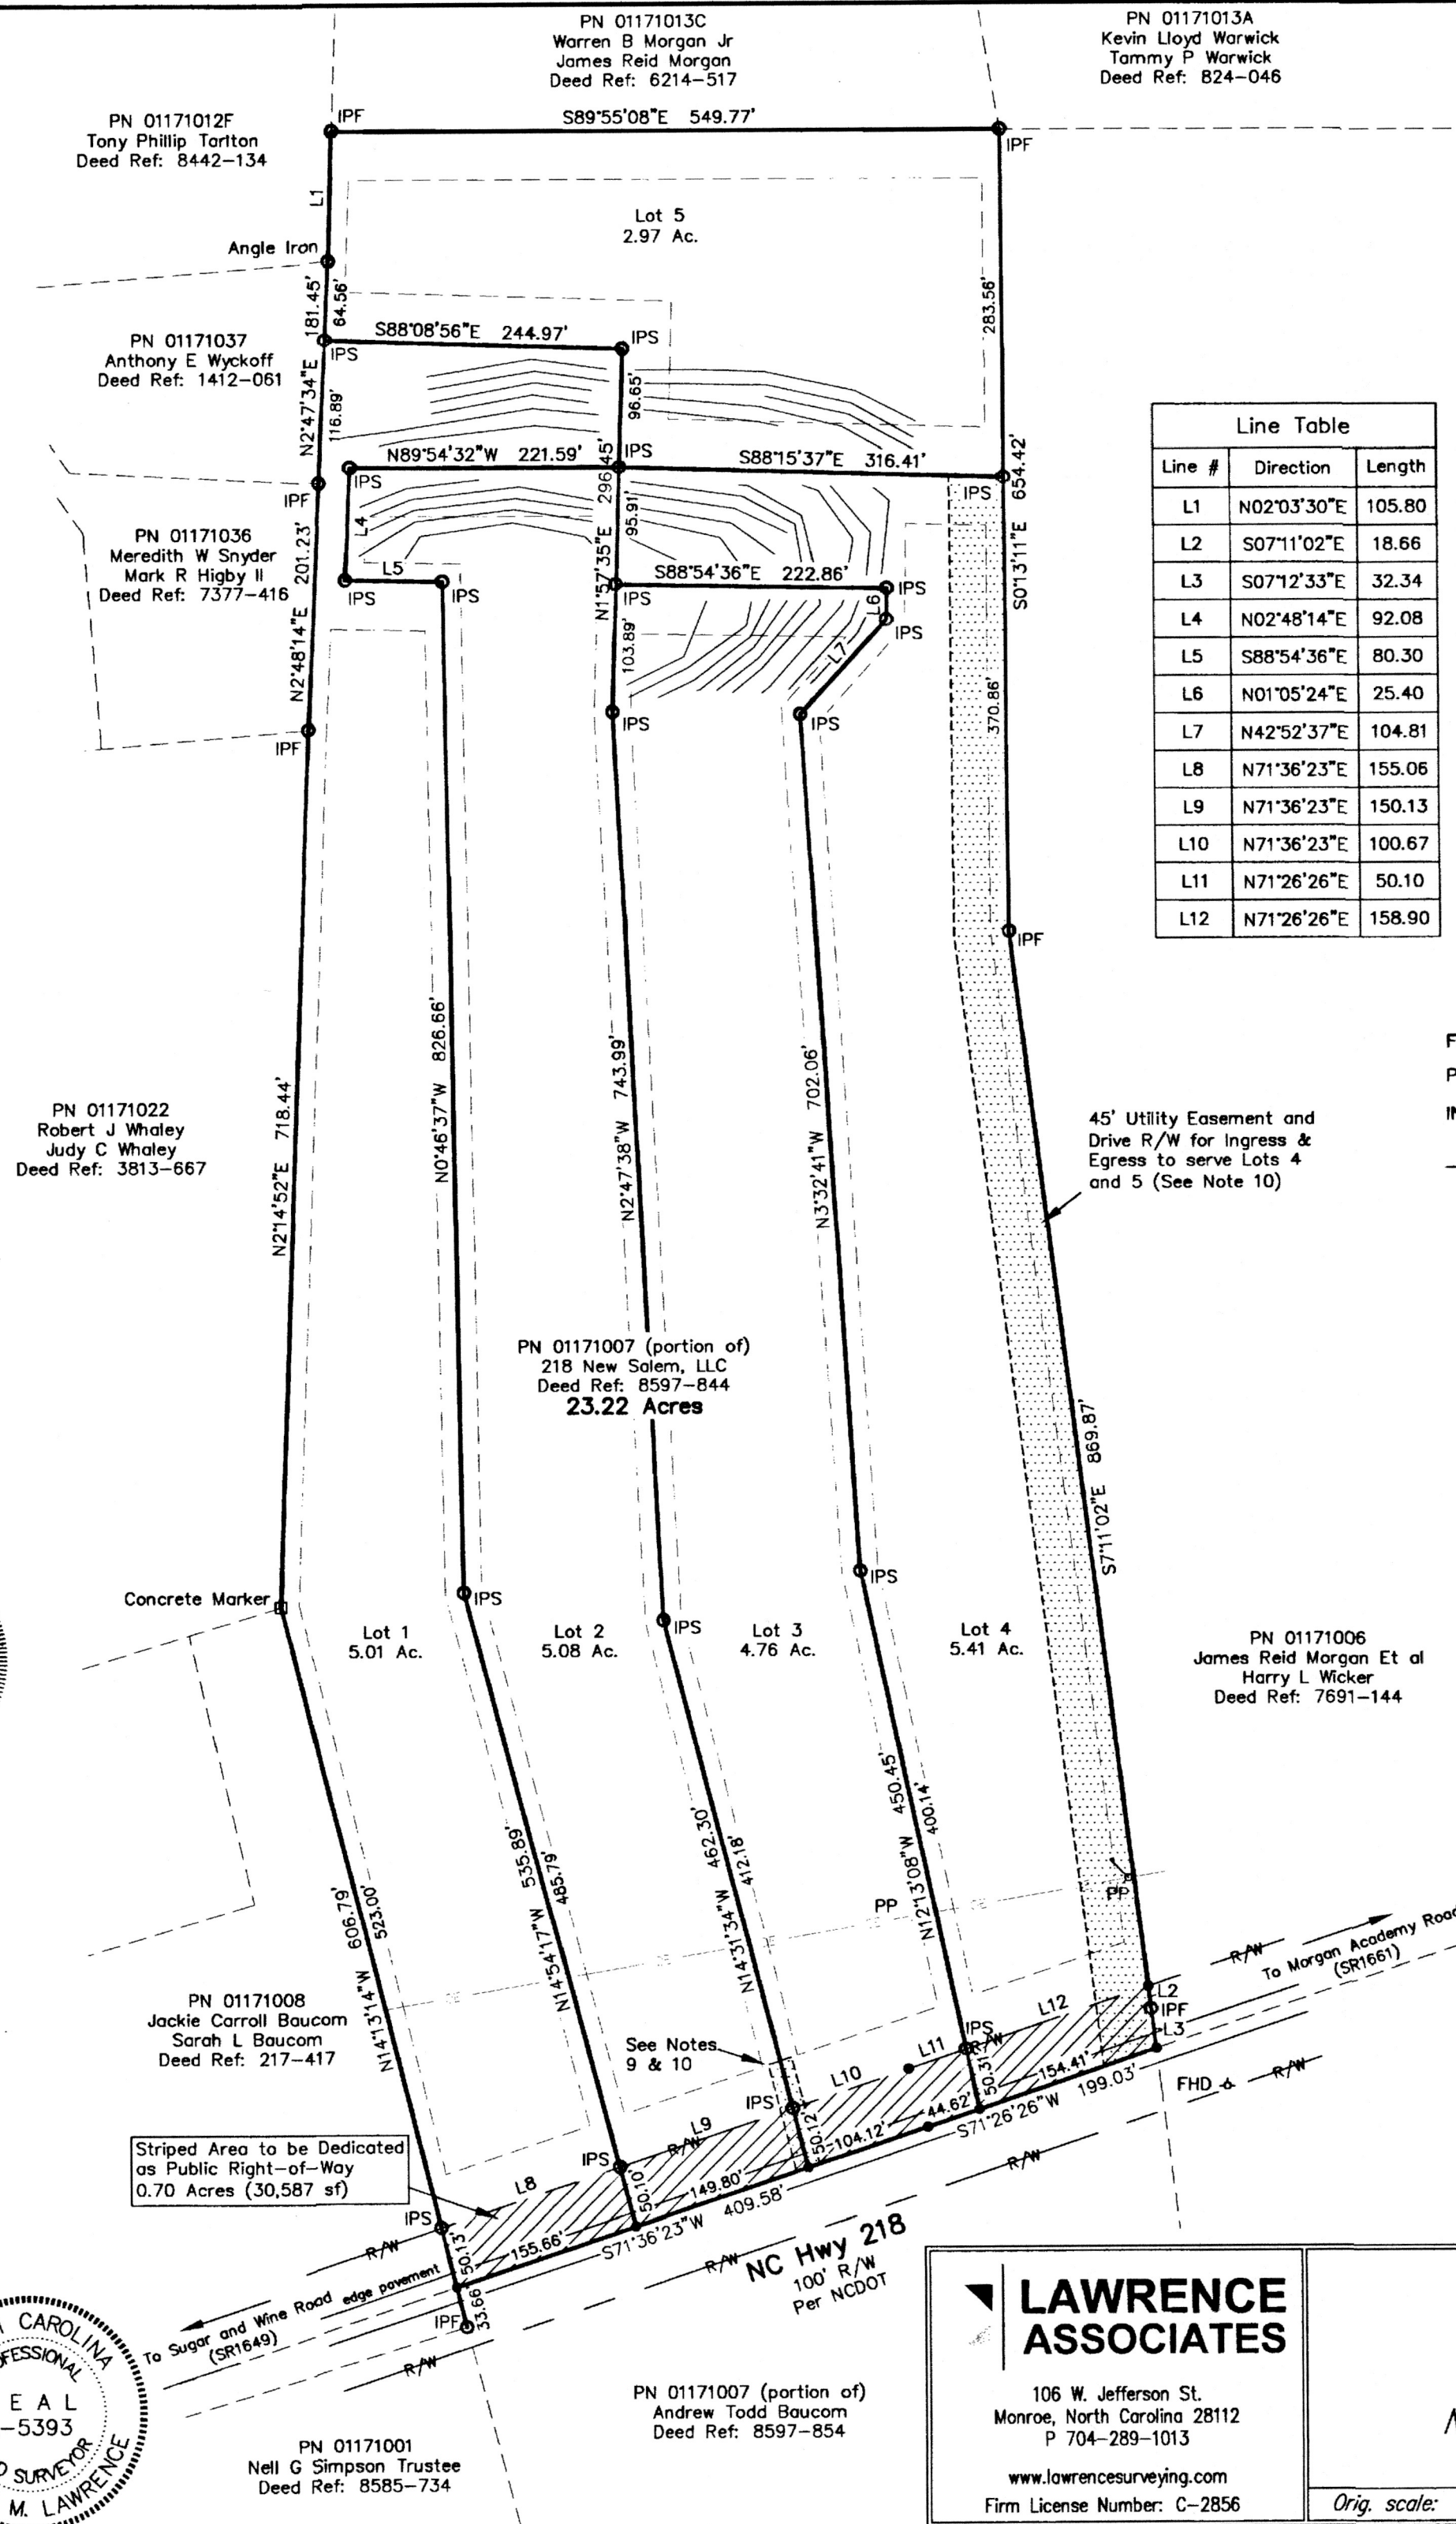 PN 01171013C
Warren B Morgan Jr
James Reid Morgan
Deed Ref: 6214-517
PN 01171013A
Kevin Lloyd Warwick
Tammy P Warwick
Deed Ref: 824-046
PN 01171012F
Tony Phillip Tarlton
Deed Ref: 8442-134
IPF
S89°55'08"E 549.77'
IPF
L1
Lot 5
2.97 Ac.
Angle Iron
181.45'
64.56'
283.56'
PN 01171037
Anthony E Wyckoff
Deed Ref: 1412-061
S88°08'56"E 244.97'
IPS
IPS
N2°47'34"E
116.89'
96.65'
N89°54'32"W 221.59'
IPS
S88°15'37"E 316.41'
IPS
IPS
IPF
654.42'
S0°13'11"E
296.45'
N1°57'35"E
95.91'
PN 01171036
Meredith W Snyder
Mark R Higby II
Deed Ref: 7377-416
201.23'
N2°48'14"E
L4
L5
IPS
IPS
S88°54'36"E 222.86'
IPS
IPS
L6
IPS
L7
103.89'
IPS
IPS
IPF
370.86'
IPF
Line Table
Line # Direction Length
L1 N02°03'30"E 105.80
L2 S07°11'02"E 18.66
L3 S07°12'33"E 32.34
L4 N02°48'14"E 92.08
L5 S88°54'36"E 80.30
L6 N01°05'24"E 25.40
L7 N42°52'37"E 104.81
L8 N71°36'23"E 155.06
L9 N71°36'23"E 150.13
L10 N71°36'23"E 100.67
L11 N71°26'26"E 50.10
L12 N71°26'26"E 158.90
F
P
IN
PN 01171022
Robert J Whaley
Judy C Whaley
Deed Ref: 3813-667
N2°14'52"E 718.44'
N0°46'37"W 826.66'
N2°47'38"W 743.99'
N3°32'41"W 702.06'
45' Utility Easement and
Drive R/W for Ingress &
Egress to serve Lots 4
and 5 (See Note 10)
PN 01171007 (portion of)
218 New Salem, LLC
Deed Ref: 8597-844
23.22 Acres
S7°11'02"E 869.87'
Concrete Marker
IPS
IPS
IPS
Lot 1
5.01 Ac.
Lot 2
5.08 Ac.
Lot 3
4.76 Ac.
Lot 4
5.41 Ac.
PN 01171006
James Reid Morgan Et al
Harry L Wicker
Deed Ref: 7691-144
N14°13'14"W 606.79'
523.00'
N14°54'17"W 535.89'
485.79'
N14°31'34"W 462.30'
412.18'
N12°13'08"W 450.45'
400.14'
PP
PP
R/W
To Morgan Academy Road
(SR1661)
PN 01171008
Jackie Carroll Baucom
Sarah L Baucom
Deed Ref: 217-417
See Notes
9 & 10
L2
IPF
L3
L12
IPS
R/W
L11
L10
IPS
L9
R/W
IPS
L8
IPS
50.31'
154.41'
199.03'
44.62'
S71°26'26"W
104.12'
50.12'
149.80'
409.58'
50.10'
S71°36'23"W
155.66'
50.13'
33.66'
IPF
FHD
R/W
R/W
R/W
R/W
R/W
Striped Area to be Dedicated
as Public Right-of-Way
0.70 Acres (30,587 sf)
edge pavement
To Sugar and Wine Road
(SR1649)
NC Hwy 218
100' R/W
Per NCDOT
PN 01171007 (portion of)
Andrew Todd Baucom
Deed Ref: 8597-854
PN 01171001
Nell G Simpson Trustee
Deed Ref: 8585-734
CAROLINA
FESSIONAL
E A L
-5393
SURVEYOR
M. LAWRENCE
LAWRENCE
ASSOCIATES
106 W. Jefferson St.
Monroe, North Carolina 28112
P 704-289-1013
www.lawrencesurveying.com
Firm License Number: C-2856
Orig. scale: